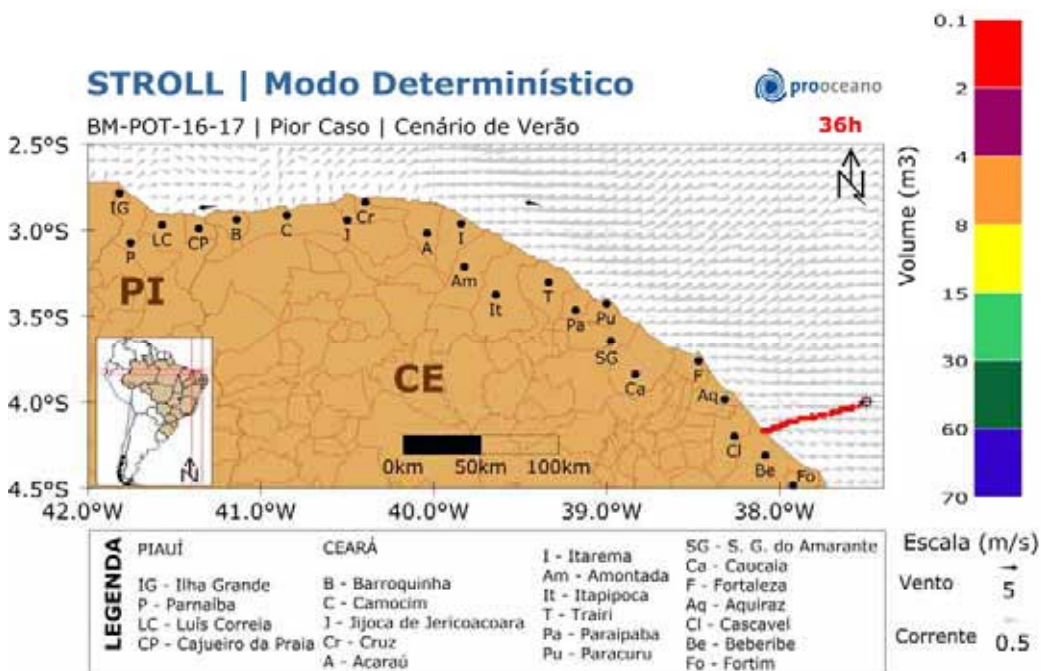 STROLL | Modo Determinístico
prooceano
BM-POT-16-17 | Pior Caso | Cenário de Verão
36h
N
2.5°S
3.0°S
3.5°S
4.0°S
4.5°S
42.0°W
41.0°W
40.0°W
39.0°W
38.0°W
IG
P
LC
CP
B
C
J
Cr
A
I
Am
It
T
Pa
Pu
SG
Ca
F
Aq
Cl
Be
Fo
PI
CE
0km
50km
100km
N
Volume (m3)
0.1
2
4
8
15
30
60
70
LEGENDA
PIAUÍ
IG - Ilha Grande
P - Parnaíba
LC - Luís Correia
CP - Cajueiro da Praia
CEARÁ
B - Barroquinha
C - Camocim
J - Jijoca de Jericoacoara
Cr - Cruz
A - Acaraú
I - Itarema
Am - Amontada
It - Itapipoca
T - Trairi
Pa - Paraipaba
Pu - Paracuru
SG - S. G. do Amarante
Ca - Caucaia
F - Fortaleza
Aq - Aquiraz
Cl - Cascavel
Be - Beberibe
Fo - Fortim
Escala (m/s)
Vento
5
Corrente
0.5